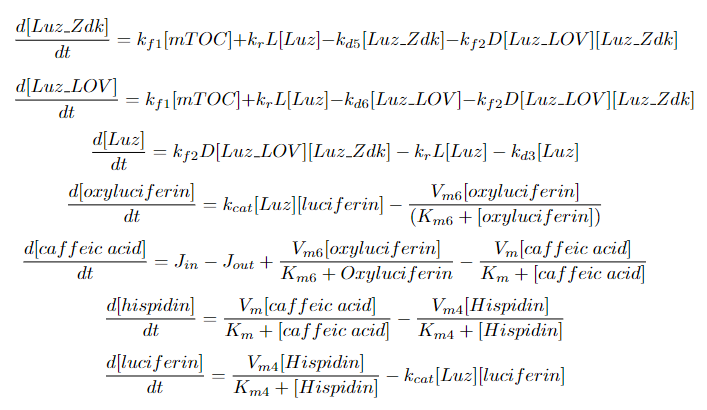 d[Luz_Zdk]/dt = k_{f1}[mTOC]+k_rL[Luz]−k_{d5}[Luz_Zdk]−k_{f2}D[Luz_LOV][Luz_Zdk]
d[Luz_LOV]/dt = k_{f1}[mTOC]+k_rL[Luz]−k_{d6}[Luz_LOV]−k_{f2}D[Luz_LOV][Luz_Zdk]
d[Luz]/dt = k_{f2}D[Luz_LOV][Luz_Zdk] − k_rL[Luz] − k_{d3}[Luz]
d[oxyluciferin]/dt = k_{cat}[Luz][luciferin] − V_{m6}[oxyluciferin]/(K_{m6} + [oxyluciferin])
d[caffeic acid]/dt = J_{in} − J_{out} + V_{m6}[oxyluciferin]/K_{m6} + Oxyluciferin − V_m[caffeic acid]/K_m + [caffeic acid]
d[hispidin]/dt = V_m[caffeic acid]/K_m + [caffeic acid] − V_{m4}[Hispidin]/K_{m4} + [Hispidin]
d[luciferin]/dt = V_{m4}[Hispidin]/K_{m4} + [Hispidin] − k_{cat}[Luz][luciferin]